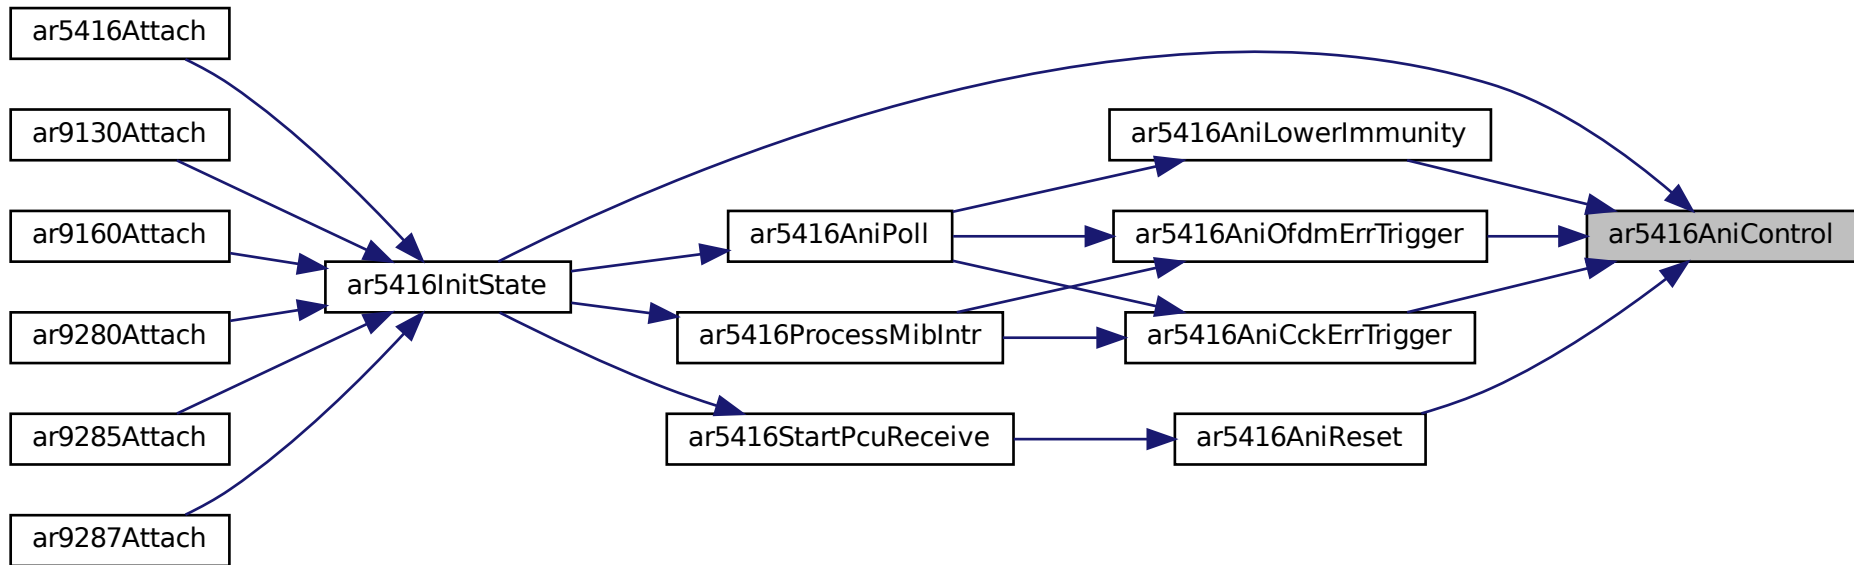 ar5416Attach
ar9130Attach
ar9160Attach
ar9280Attach
ar9285Attach
ar9287Attach
ar5416InitState
ar5416AniPoll
ar5416ProcessMibIntr
ar5416StartPcuReceive
ar5416AniLowerImmunity
ar5416AniOfdmErrTrigger
ar5416AniCckErrTrigger
ar5416AniReset
ar5416AniControl